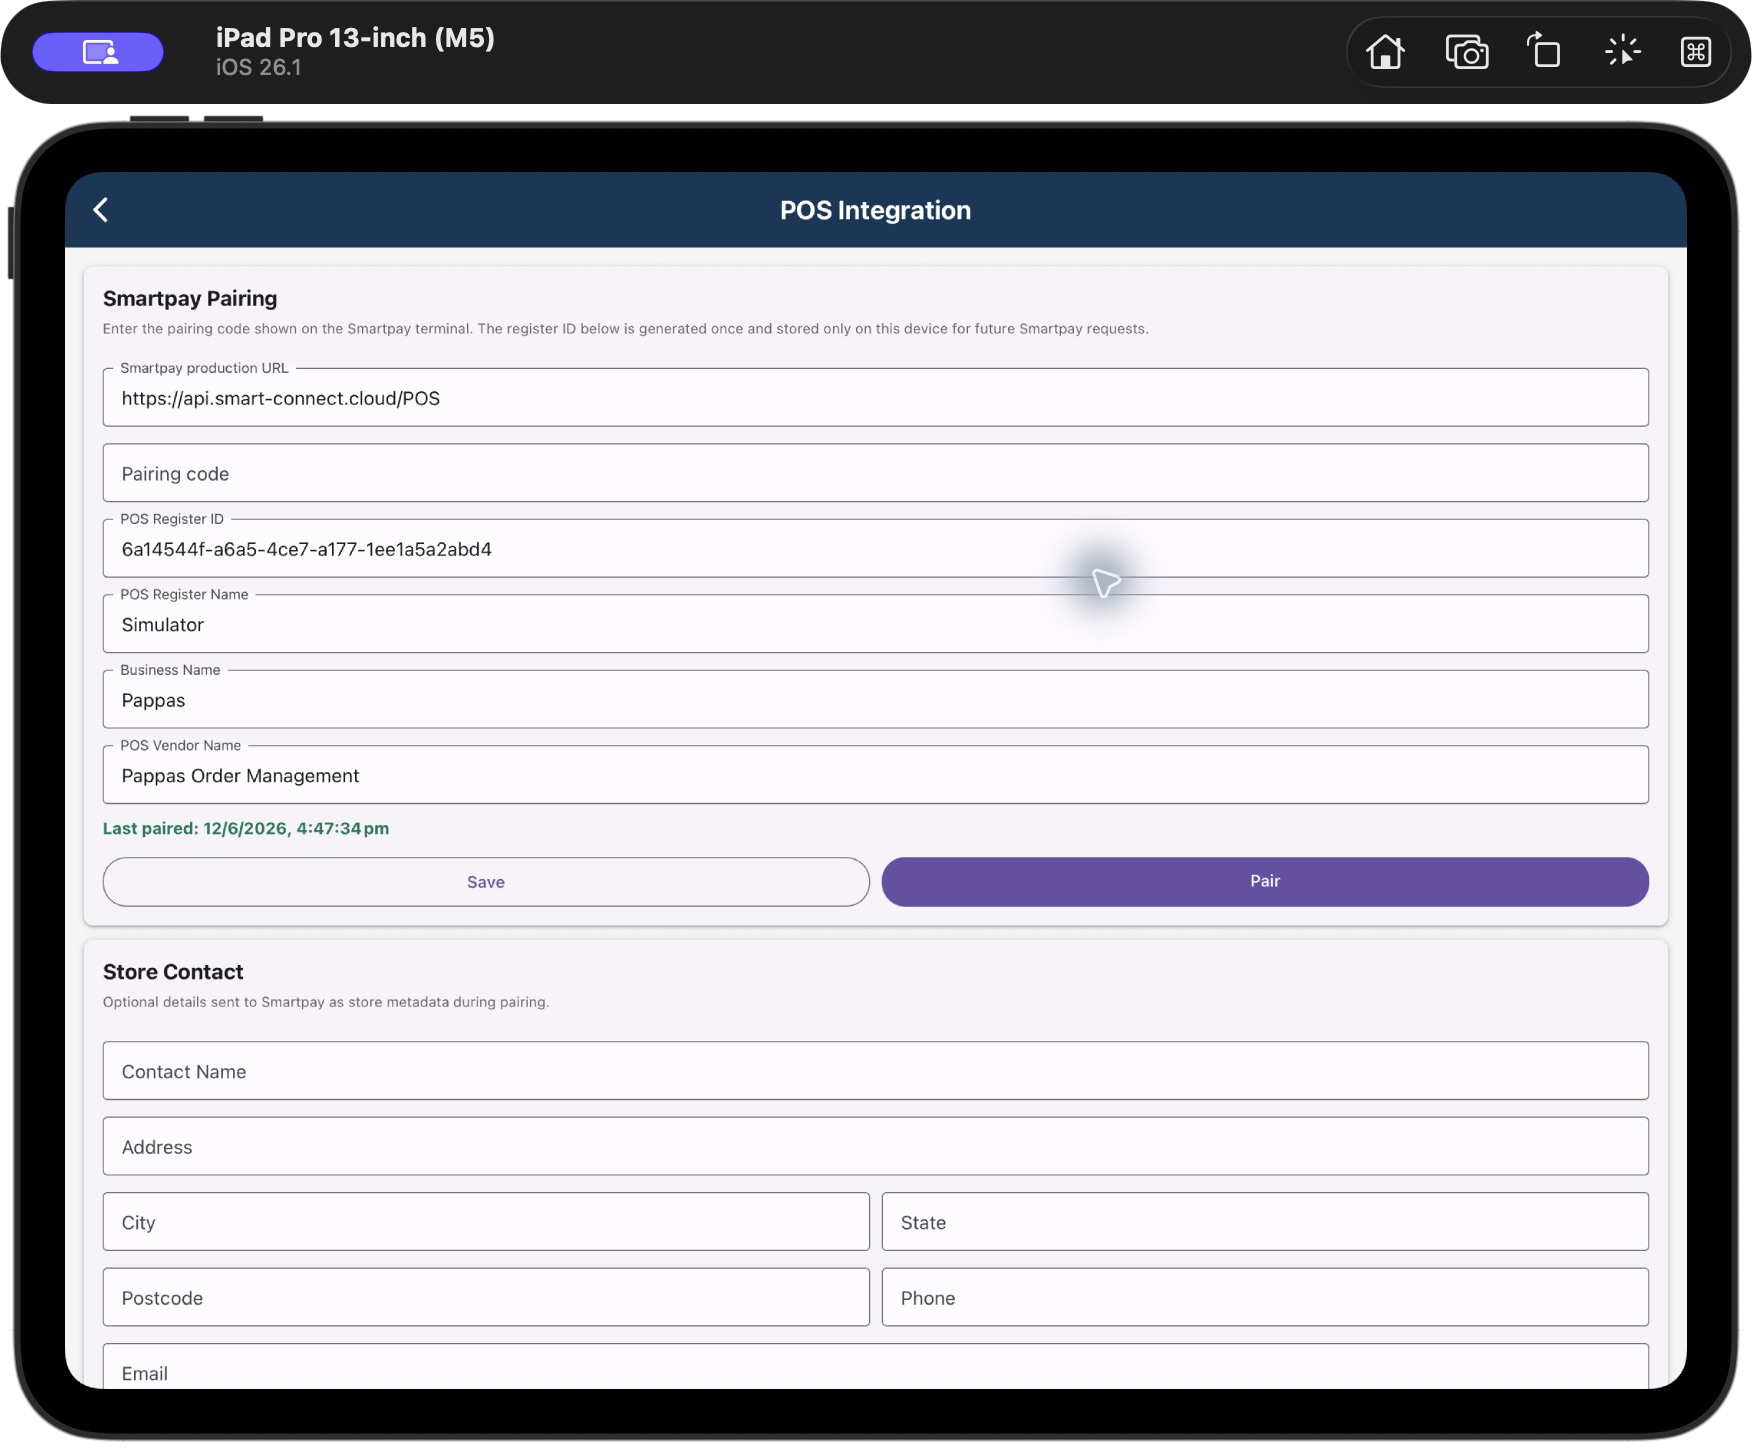 iPad Pro 13-inch (M5)
iOS 26.1
POS Integration
Smartpay Pairing
Enter the pairing code shown on the Smartpay terminal. The register ID below is generated once and stored only on this device for future Smartpay requests.
Smartpay production URL
https://api.smart-connect.cloud/POS
Pairing code
POS Register ID
6a14544f-a6a5-4ce7-a177-1ee1a5a2abd4
POS Register Name
Simulator
Business Name
Pappas
POS Vendor Name
Pappas Order Management
Last paired: 12/6/2026, 4:47:34 pm
Save
Pair
Store Contact
Optional details sent to Smartpay as store metadata during pairing.
Contact Name
Address
City
State
Postcode
Phone
Email